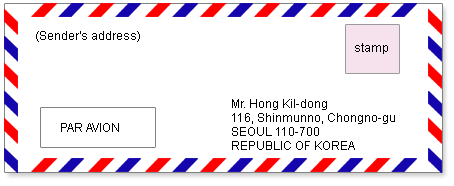 (Sender's address)
stamp
PAR AVION
Mr. Hong Kil-dong
116, Shinmunno, Chongno-gu
SEOUL 110-700
REPUBLIC OF KOREA